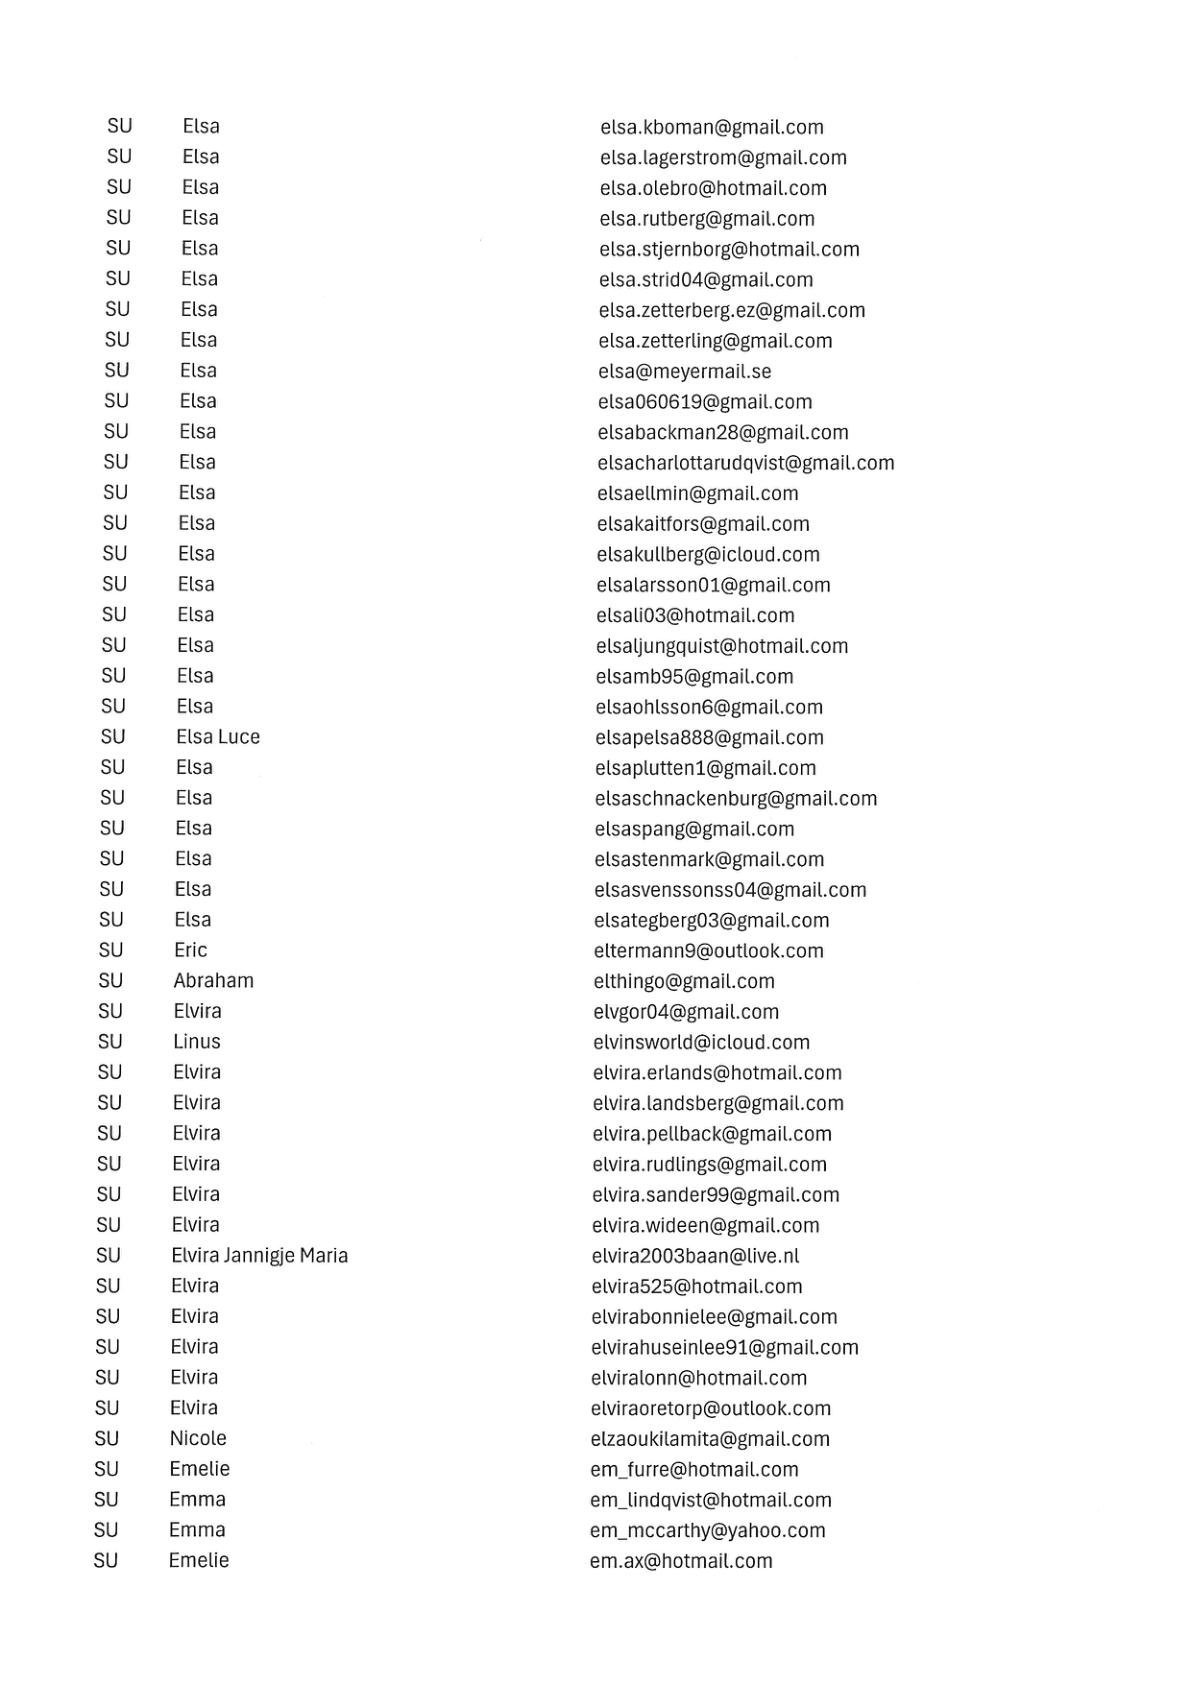 SU Elsa elsa.kboman@gmail.com
SU Elsa elsa.lagerstrom@gmail.com
SU Elsa elsa.olebro@hotmail.com
SU Elsa elsa.rutberg@gmail.com
SU Elsa elsa.stjernborg@hotmail.com
SU Elsa elsa.strid04@gmail.com
SU Elsa elsa.zetterberg.ez@gmail.com
SU Elsa elsa.zetterling@gmail.com
SU Elsa elsa@meyermail.se
SU Elsa elsa060619@gmail.com
SU Elsa elsabackman28@gmail.com
SU Elsa elsacharlottarudqvist@gmail.com
SU Elsa elsaellmin@gmail.com
SU Elsa elsakaitfors@gmail.com
SU Elsa elsakullberg@icloud.com
SU Elsa elsalarsson01@gmail.com
SU Elsa elsali03@hotmail.com
SU Elsa elsaljungquist@hotmail.com
SU Elsa elsamb95@gmail.com
SU Elsa elsaohlsson6@gmail.com
SU Elsa Luce elsapelsa888@gmail.com
SU Elsa elsaplutten1@gmail.com
SU Elsa elsaschnackenburg@gmail.com
SU Elsa elsaspang@gmail.com
SU Elsa elsastenmark@gmail.com
SU Elsa elsasvenssonss04@gmail.com
SU Elsa elsategberg03@gmail.com
SU Eric eltermann9@outlook.com
SU Abraham elthingo@gmail.com
SU Elvira elvgor04@gmail.com
SU Linus elvinsworld@icloud.com
SU Elvira elvira.erlands@hotmail.com
SU Elvira elvira.landsberg@gmail.com
SU Elvira elvira.pellback@gmail.com
SU Elvira elvira.rudlings@gmail.com
SU Elvira elvira.sander99@gmail.com
SU Elvira elvira.wideen@gmail.com
SU Elvira Jannigje Maria elvira2003baan@live.nl
SU Elvira elvira525@hotmail.com
SU Elvira elvirabonnielee@gmail.com
SU Elvira elvirahuseinlee91@gmail.com
SU Elvira elviralonn@hotmail.com
SU Elvira elviraoretorp@outlook.com
SU Nicole elzaoukilamita@gmail.com
SU Emelie em_furre@hotmail.com
SU Emma em_lindqvist@hotmail.com
SU Emma em_mccarthy@yahoo.com
SU Emelie em.ax@hotmail.com